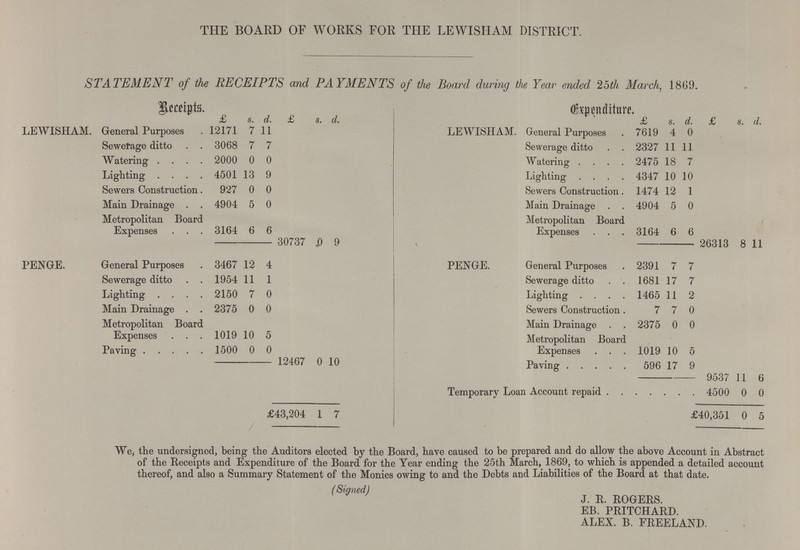 THE BOARD OF WORKS FOR THE LEWISHAM DISTRICT.
STATEMENT of the RECEIPTS and PAYMENTS of the Board during the Year ended 25th March, 1869.
Receipts.
£ s. d. £ s. d.
LEWISHAM. General Purposes . 12171 7 11
Sewerage ditto . . 3068 7 7
Watering . . . . 2000 0 0
Lighting . . . . 4501 13 9
Sewers Construction . 927 0 0
Main Drainage . . 4904 5 0
Metropolitan Board
Expenses . . . 3164 6 6
30737 0 9
PENGE. General Purposes . 3467 12 4
Sewerage ditto . . 1954 11 1
Lighting . . . . 2150 7 0
Main Drainage . . 2375 0 0
Metropolitan Board
Expenses . . . 1019 10 5
Paving . . . . . 1500 0 0
12467 0 10
£43,204 1 7
Expenditure.
£ s. d. £ s. d.
LEWISHAM. General Purposes . 7619 4 0
Sewerage ditto . . 2327 11 11
Watering . . . . 2475 18 7
Lighting . . . . 4347 10 10
Sewers Construction . 1474 12 1
Main Drainage . . 4904 5 0
Metropolitan Board
Expenses . . . 3164 6 6
26313 8 11
PENGE. General Purposes . 2391 7 7
Sewerage ditto . . 1681 17 7
Lighting . . . . 1465 11 2
Sewers Construction . 7 7 0
Main Drainage . . 2375 0 0
Metropolitan Board
Expenses . . . 1019 10 5
Paving . . . . . 596 17 9
9537 11 6
Temporary Loan Account repaid . . . . . . . 4500 0 0
£40,351 0 5
We, the undersigned, being the Auditors elected by the Board, have caused to be prepared and do allow the above Account in Abstract
of the Receipts and Expenditure of the Board for the Year ending the 25th March, 1869, to which is appended a detailed account
thereof, and also a Summary Statement of the Monies owing to and the Debts and Liabilities of the Board at that date.
(Signed)
J. R. ROGERS.
EB. PRITCHARD.
ALEX. B. FREELAND.